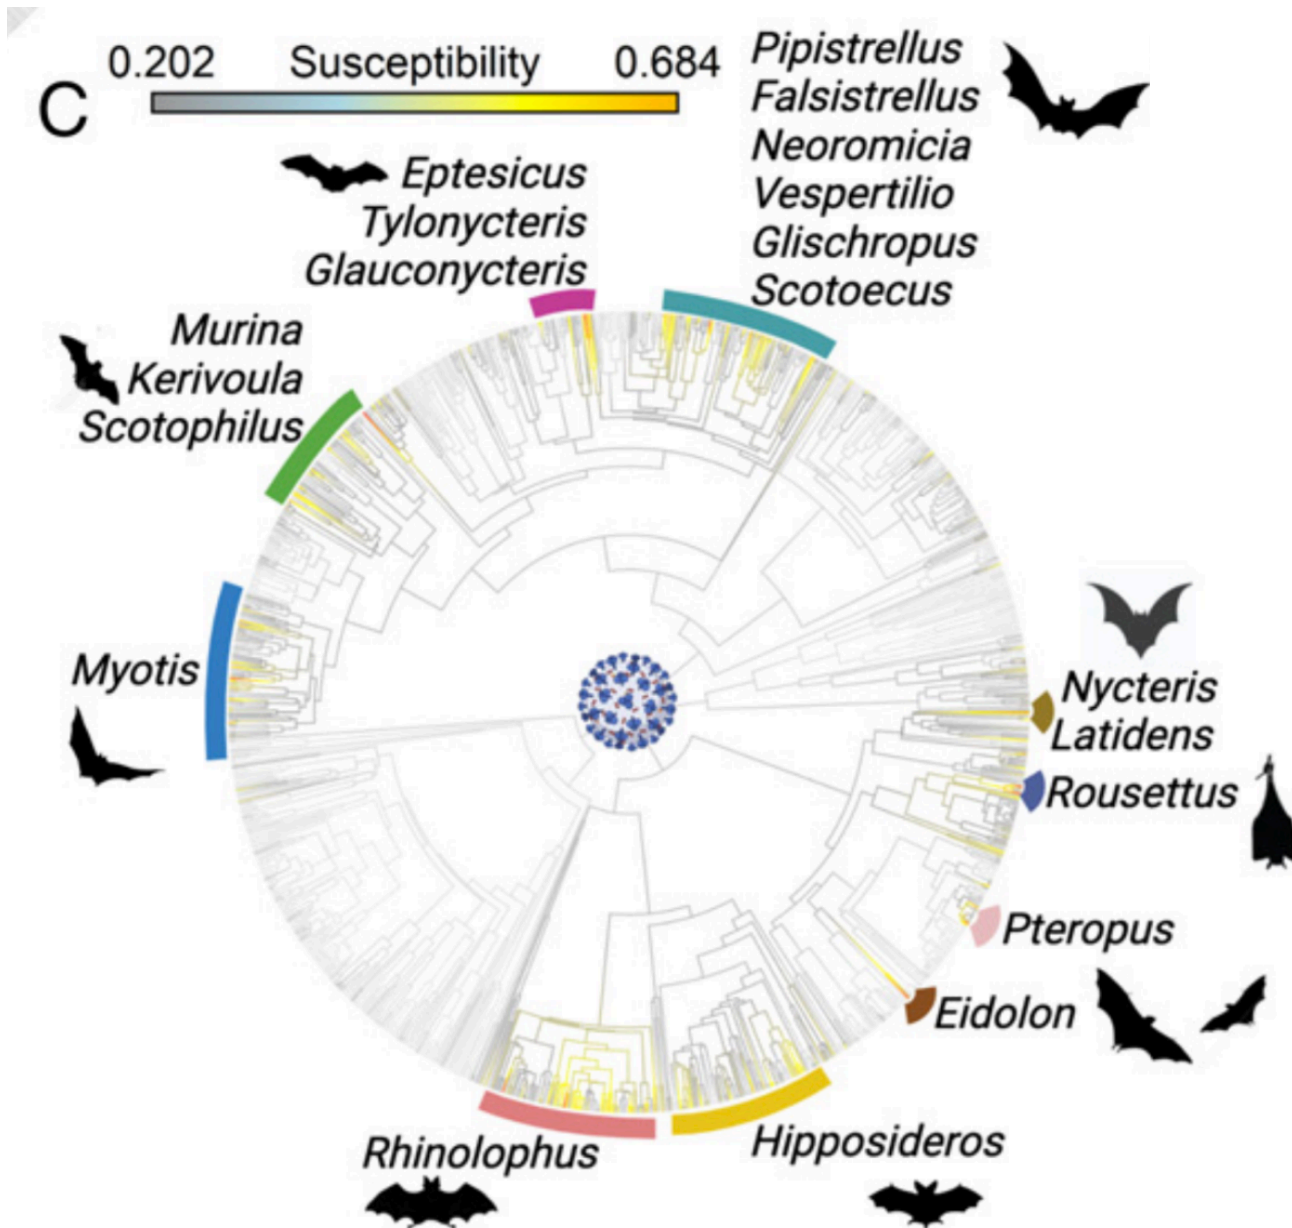 C
0.202 Susceptibility 0.684
Pipistrellus
Falsistrellus
Neoromicia
Vespertilio
Glischropus
Scotoecus
Eptesicus
Tylonycteris
Glauconycteris
Murina
Kerivoula
Scotophilus
Myotis
Nycteris
Latidens
Rousettus
Pteropus
Eidolon
Hipposideros
Rhinolophus